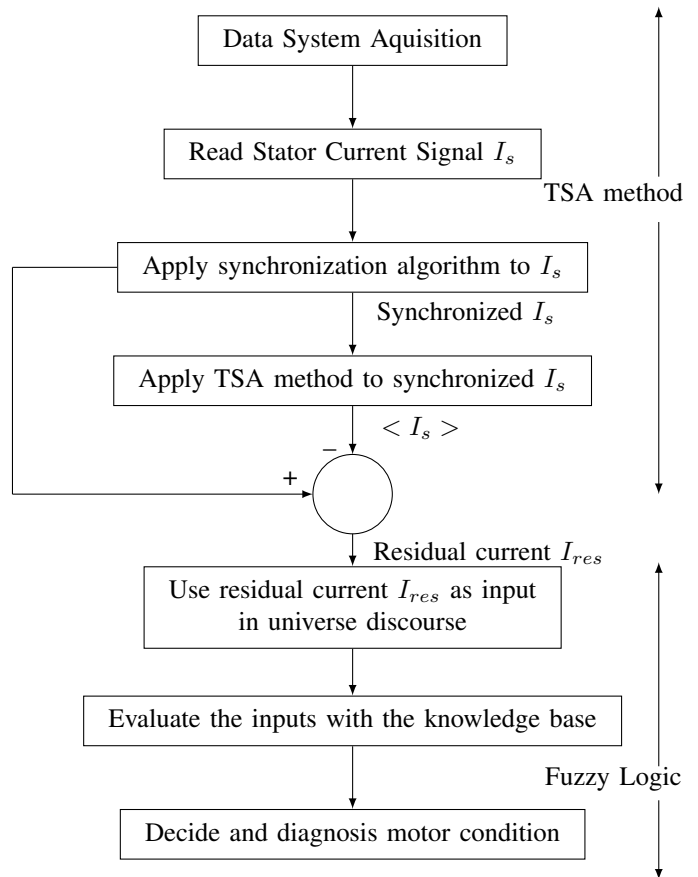 Data System Aquisition
Read Stator Current Signal I_s
TSA method
Apply synchronization algorithm to I_s
Synchronized I_s
Apply TSA method to synchronized I_s
< I_s >
−
+
Residual current I_res
Use residual current I_res as input
in universe discourse
Evaluate the inputs with the knowledge base
Fuzzy Logic
Decide and diagnosis motor condition